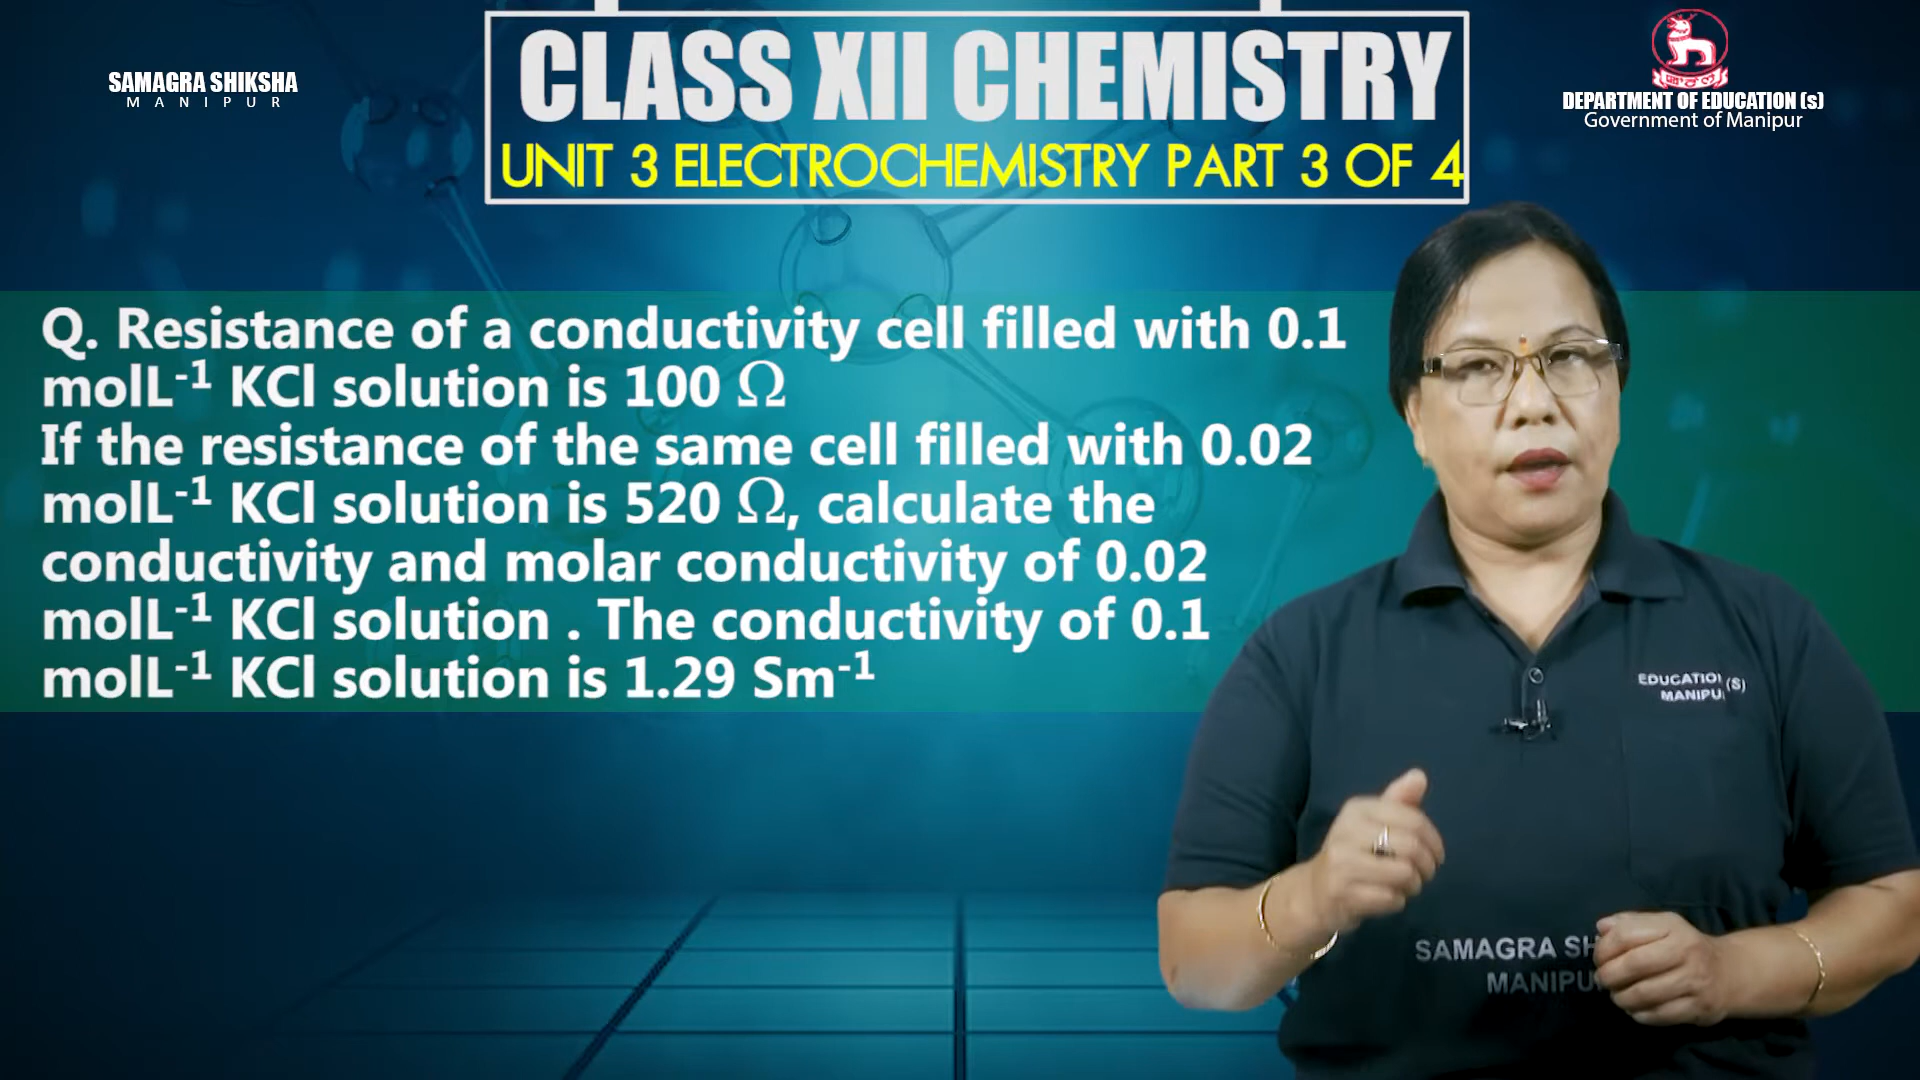 SAMAGRA SHIKSHA
MANIPUR
CLASS XII CHEMISTRY
UNIT 3 ELECTROCHEMISTRY PART 3 OF 4
DEPARTMENT OF EDUCATION (s)
Government of Manipur
Q. Resistance of a conductivity cell filled with 0.1
molL⁻¹ KCl solution is 100 Ω
If the resistance of the same cell filled with 0.02
molL⁻¹ KCl solution is 520 Ω, calculate the
conductivity and molar conductivity of 0.02
molL⁻¹ KCl solution . The conductivity of 0.1
molL⁻¹ KCl solution is 1.29 Sm⁻¹
EDUCATIO (S)
MANIPU
SAMAGRA SH
MANIPU